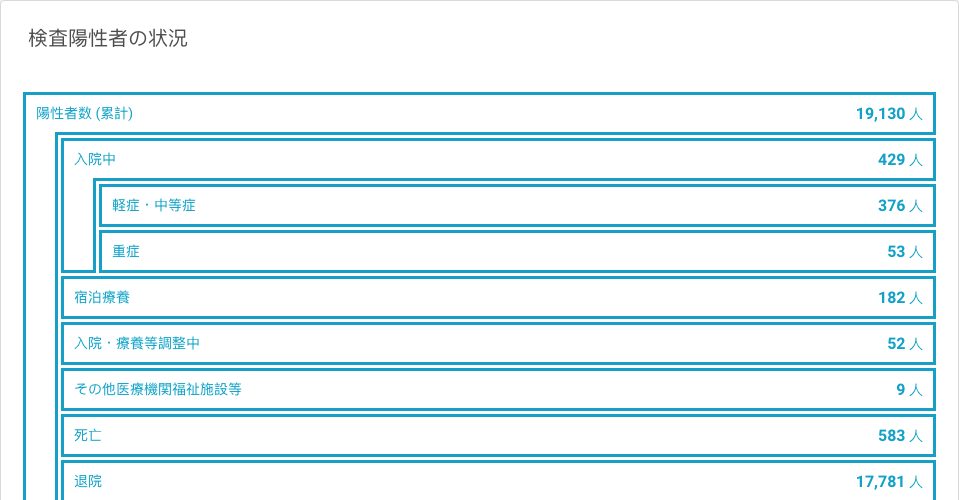 検査陽性者の状況
陽性者数 (累計) 19,130 人
入院中 429 人
軽症・中等症 376 人
重症 53 人
宿泊療養 182 人
入院・療養等調整中 52 人
その他医療機関福祉施設等 9 人
死亡 583 人
退院 17,781 人